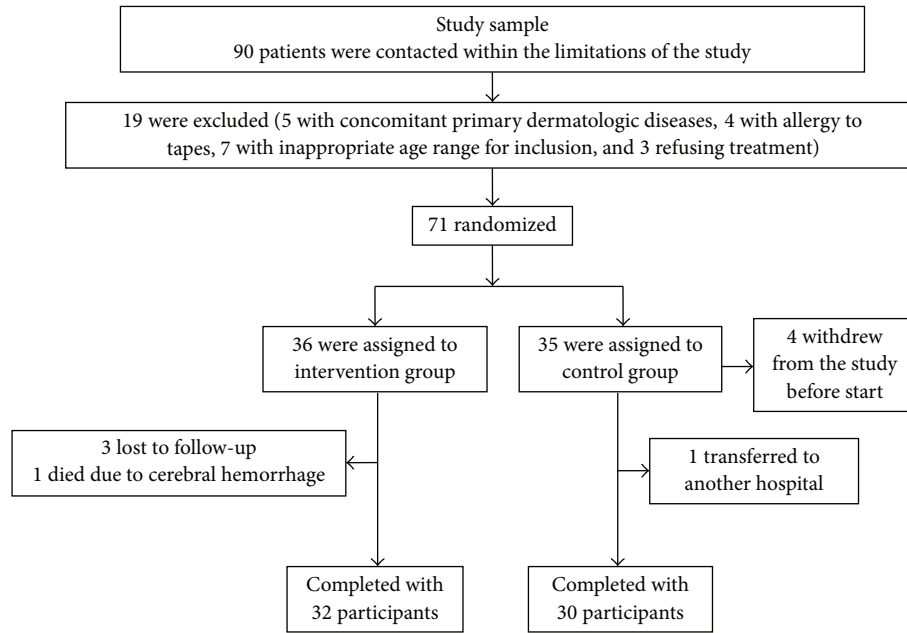 Study sample
90 patients were contacted within the limitations of the study
19 were excluded (5 with concomitant primary dermatologic diseases, 4 with allergy to
tapes, 7 with inappropriate age range for inclusion, and 3 refusing treatment)
71 randomized
36 were assigned to
intervention group
35 were assigned to
control group
4 withdrew
from the study
before start
3 lost to follow-up
1 died due to cerebral hemorrhage
1 transferred to
another hospital
Completed with
32 participants
Completed with
30 participants